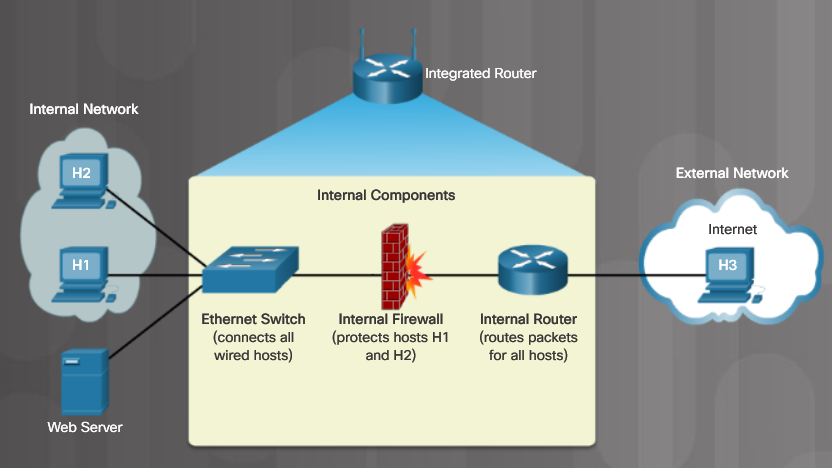 Integrated Router
Internal Network
H2
H1
Web Server
Internal Components
Ethernet Switch
(connects all
wired hosts)
Internal Firewall
(protects hosts H1
and H2)
Internal Router
(routes packets
for all hosts)
External Network
Internet
H3